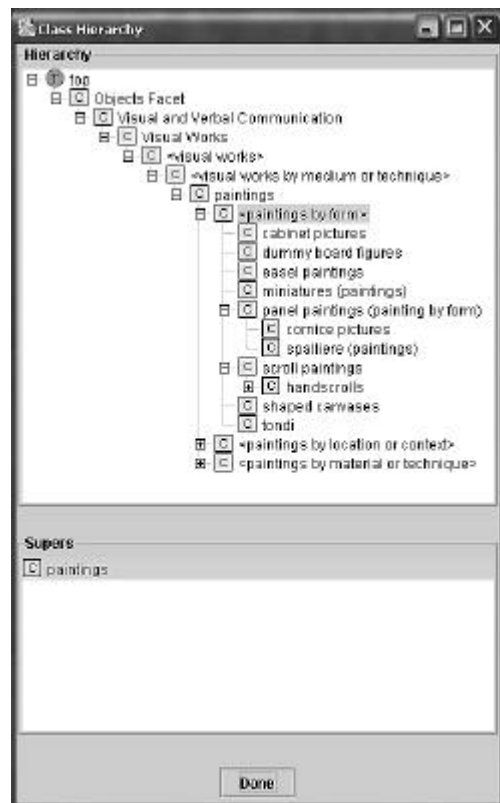 Class Hierarchy
Hierarchy
T top
C Objects Facet
C Visual and Verbal Communication
C Visual Works
C <visual works>
C <visual works by medium or technique>
C paintings
C <paintings by form>
C cabinet pictures
C dummy board figures
C easel paintings
C miniatures (paintings)
C panel paintings (painting by form)
C cornice pictures
C spalliere (paintings)
C scroll paintings
C handscrolls
C shaped canvases
C tondi
C <paintings by location or context>
C <paintings by material or technique>
Supers
C paintings
Done